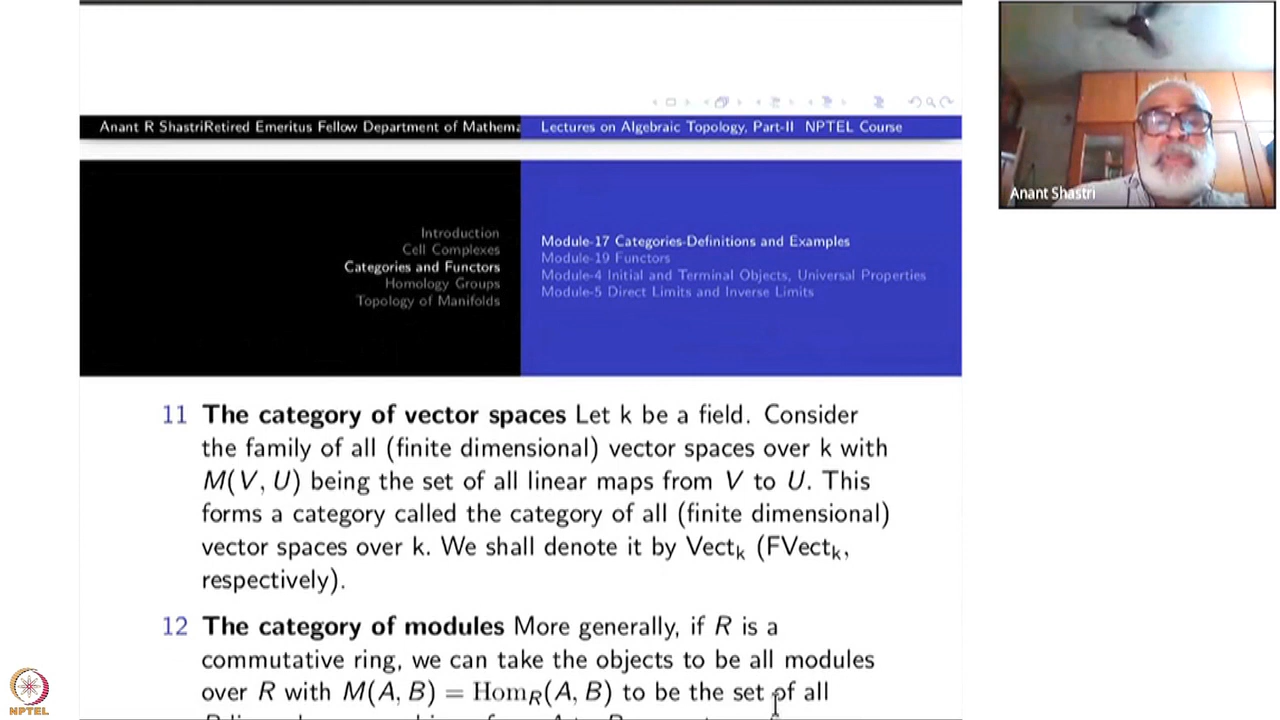 Anant R ShastriRetired Emeritus Fellow Department of Mathema
Lectures on Algebraic Topology, Part-II NPTEL Course
Introduction
Cell Complexes
Categories and Functors
Homology Groups
Topology of Manifolds
Module-17 Categories-Definitions and Examples
Module-19 Functors
Module-4 Initial and Terminal Objects, Universal Properties
Module-5 Direct Limits and Inverse Limits
11 The category of vector spaces Let k be a field. Consider
the family of all (finite dimensional) vector spaces over k with
M(V, U) being the set of all linear maps from V to U. This
forms a category called the category of all (finite dimensional)
vector spaces over k. We shall denote it by Vectₖ (FVectₖ,
respectively).
12 The category of modules More generally, if R is a
commutative ring, we can take the objects to be all modules
over R with M(A, B) = Hom_R(A, B) to be the set of all
Anant Shastri
NPTEL